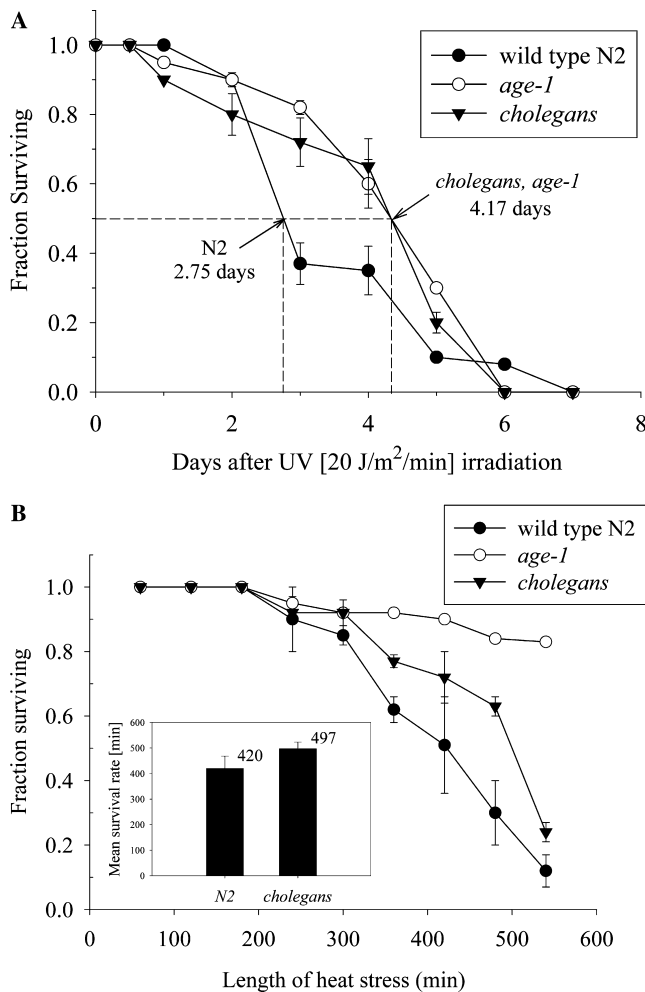 A
wild type N2
age-1
cholegans
1.0
0.8
0.6
0.4
0.2
0.0
Fraction Surviving
cholegans, age-1
4.17 days
N2
2.75 days
0 2 4 6 8
Days after UV [20 J/m²/min] irradiation
B
wild type N2
age-1
cholegans
1.0
0.8
0.6
0.4
0.2
0.0
Fraction surviving
600
500
400
300
200
100
0
Mean survival rate [min]
420 497
N2 cholegans
0 100 200 300 400 500 600
Length of heat stress (min)